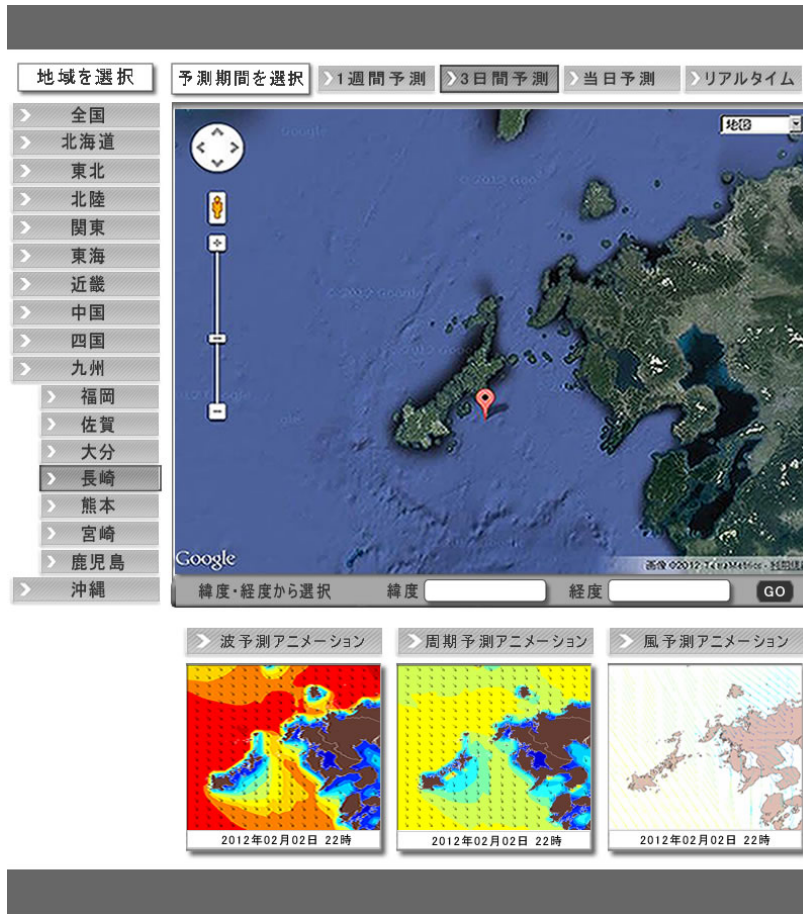 地域を選択
予測期間を選択
1週間予測
3日間予測
当日予測
リアルタイム
全国
北海道
東北
北陸
関東
東海
近畿
中国
四国
九州
福岡
佐賀
大分
長崎
熊本
宮崎
鹿児島
沖縄
地図
Google
画像 ©2012 TerraMetrics -
緯度・経度から選択
緯度
経度
GO
波予測アニメーション
周期予測アニメーション
風予測アニメーション
2012年02月02日 22時
2012年02月02日 22時
2012年02月02日 22時